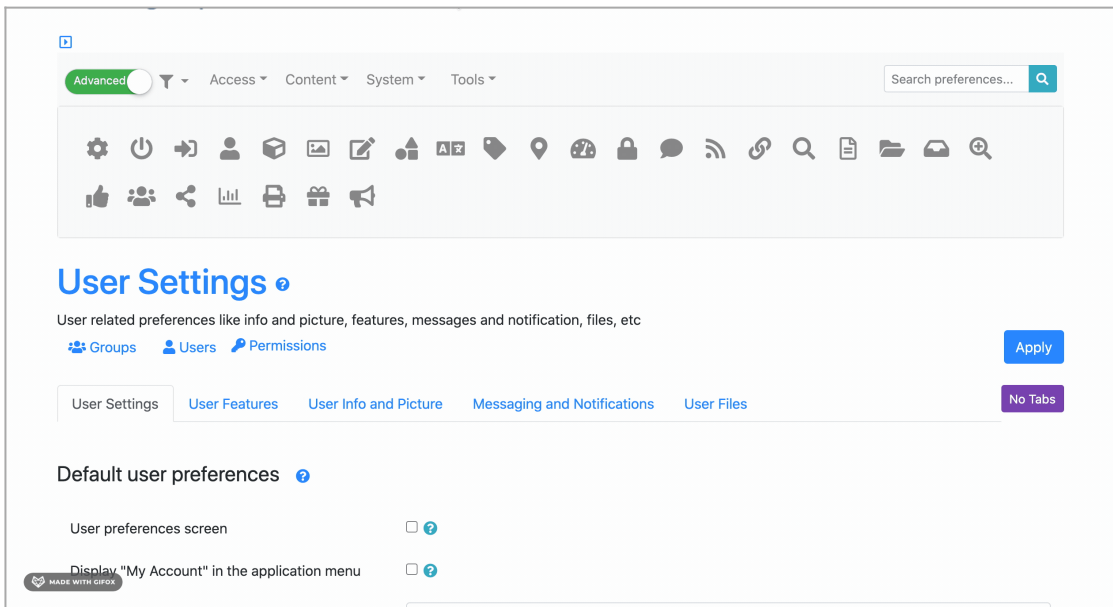 Advanced
Access Content System Tools
Search preferences...
User Settings
User related preferences like info and picture, features, messages and notification, files, etc
Groups Users Permissions
Apply
User Settings User Features User Info and Picture Messaging and Notifications User Files
No Tabs
Default user preferences
User preferences screen
Display "My Account" in the application menu
MADE WITH GIFOX